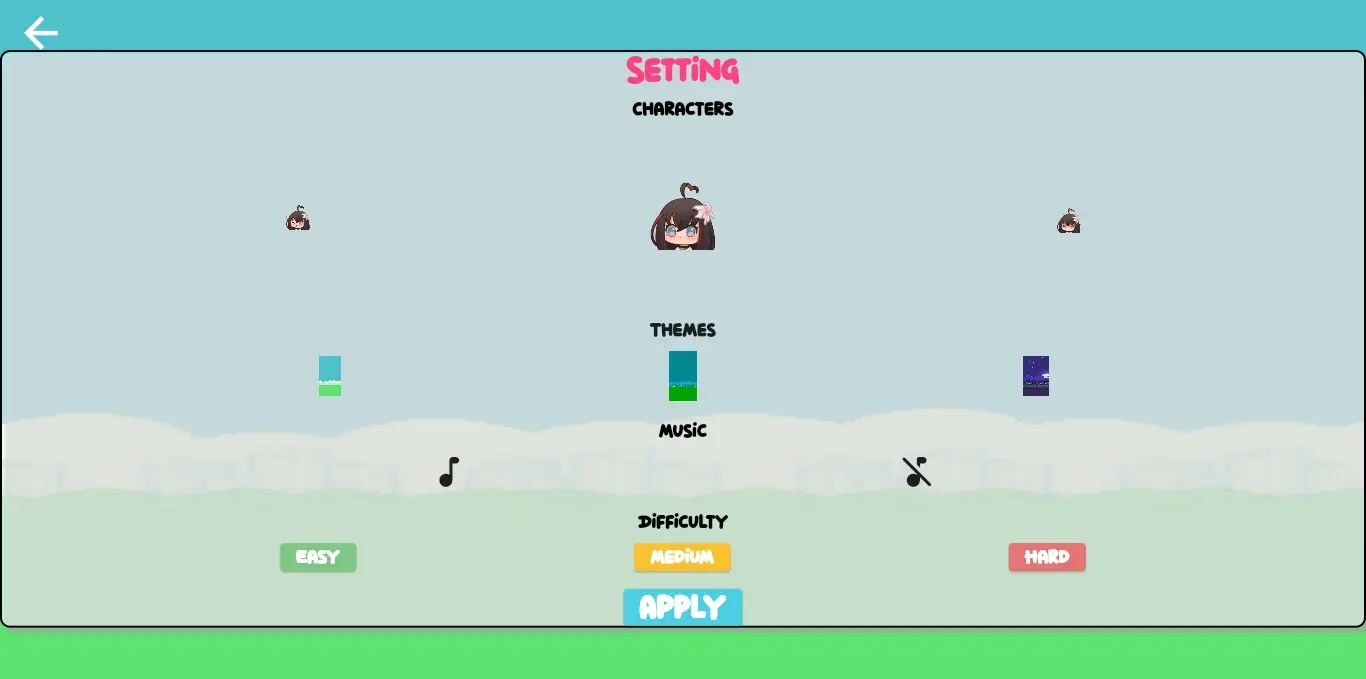 SETTiNG
CHARACTERS
THEMES
MUSiC
DiFFiCULTY
EASY
MEDiUM
HARD
APPLY